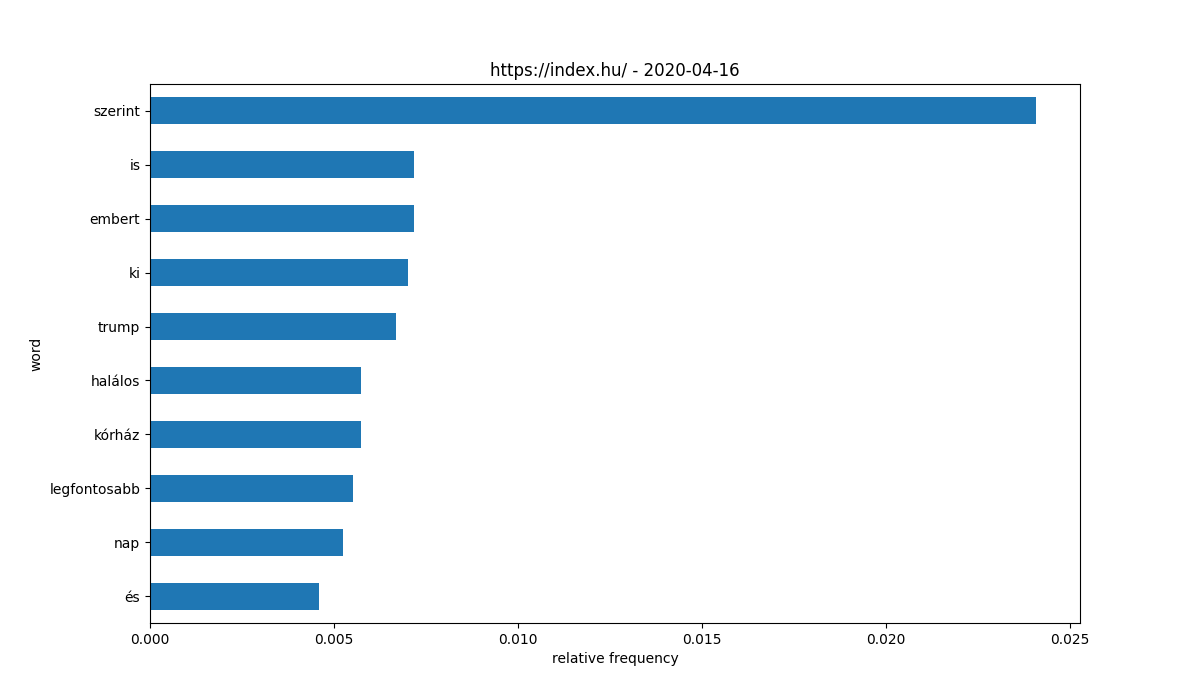 https://index.hu/ - 2020-04-16
szerint
is
embert
ki
trump
halálos
kórház
legfontosabb
nap
és
word
0.000 0.005 0.010 0.015 0.020 0.025
relative frequency